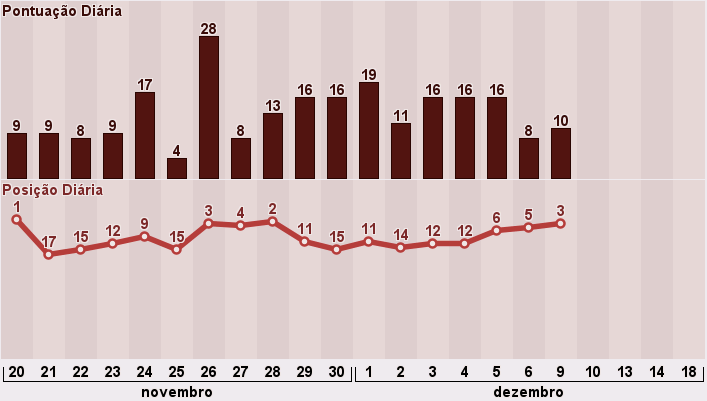 Pontuação Diária
9 9 8 9 17 4 28 8 13 16 16 19 11 16 16 16 8 10
Posição Diária
1 17 15 12 9 15 3 4 2 11 15 11 14 12 12 6 5 3
20 21 22 23 24 25 26 27 28 29 30 1 2 3 4 5 6 9 10 13 14 18
novembro dezembro